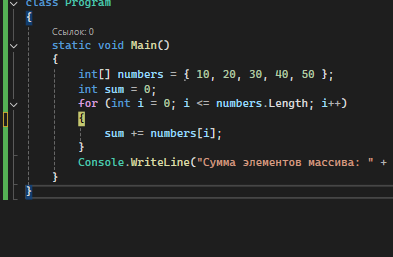 class Program
{
Ссылок: 0
static void Main()
{
int[] numbers = { 10, 20, 30, 40, 50 };
int sum = 0;
for (int i = 0; i <= numbers.Length; i++)
{
sum += numbers[i];
}
Console.WriteLine("Сумма элементов массива: " +
}
}